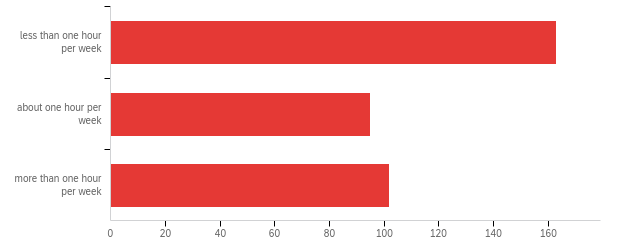 less than one hour
per week
about one hour per
week
more than one hour
per week
0 20 40 60 80 100 120 140 160